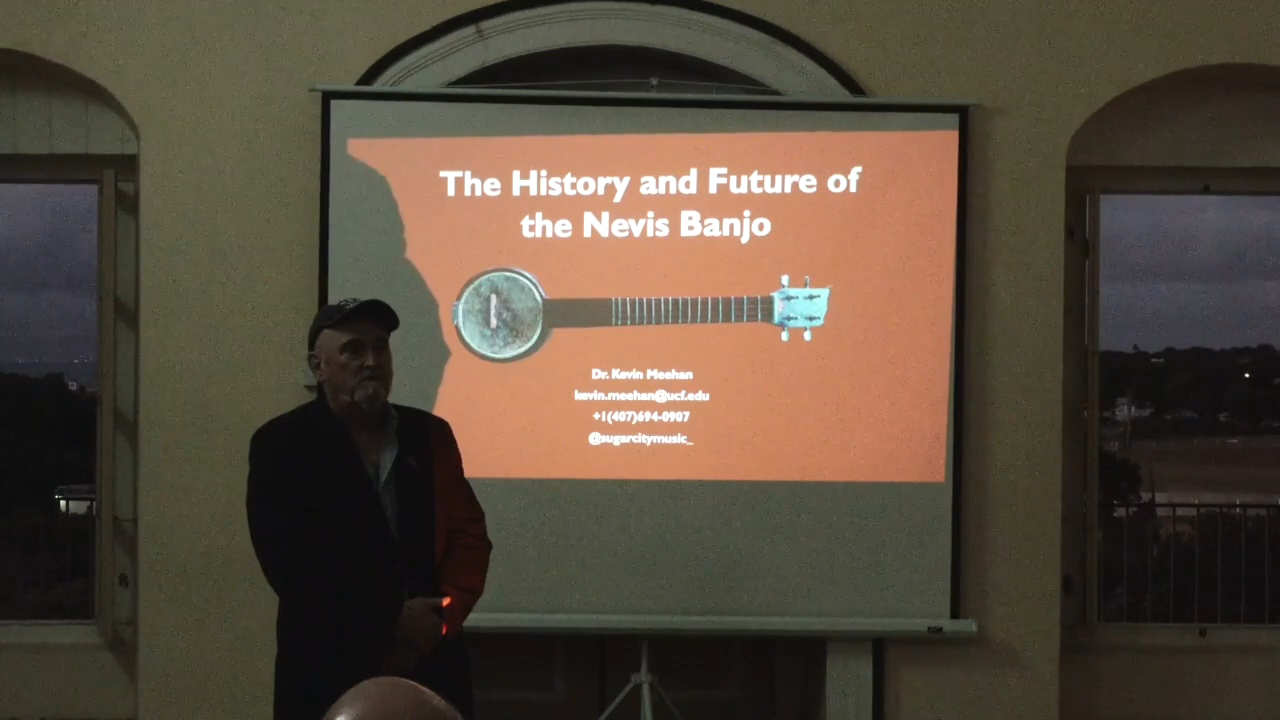 The History and Future of
the Nevis Banjo
Dr. Kevin Meehan
kevin.meehan@ucf.edu
+1(407)694-0907
@sugarcitymusic_